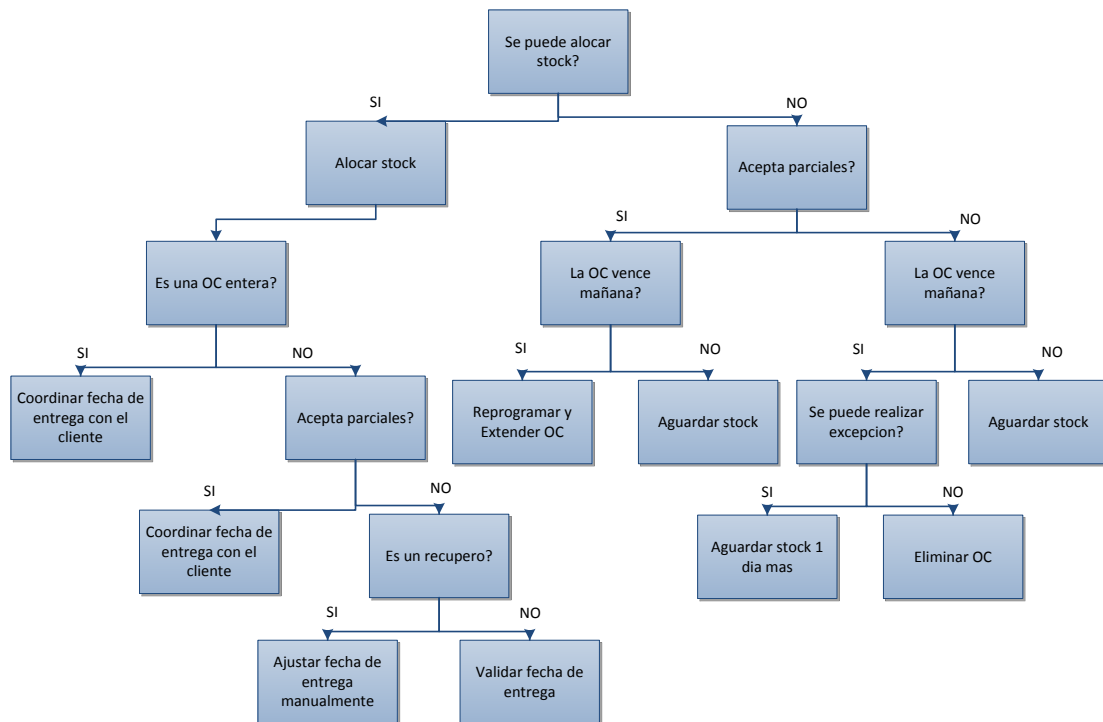 Se puede alocar
stock?
SI
NO
Alocar stock
Acepta parciales?
SI
NO
Es una OC entera?
La OC vence
mañana?
La OC vence
mañana?
SI
NO
SI
NO
SI
NO
Coordinar fecha de
entrega con el
cliente
Acepta parciales?
Reprogramar y
Extender OC
Aguardar stock
Se puede realizar
excepcion?
Aguardar stock
SI
NO
SI
NO
Coordinar fecha de
entrega con el
cliente
Es un recupero?
Aguardar stock 1
dia mas
Eliminar OC
SI
NO
Ajustar fecha de
entrega
manualmente
Validar fecha de
entrega